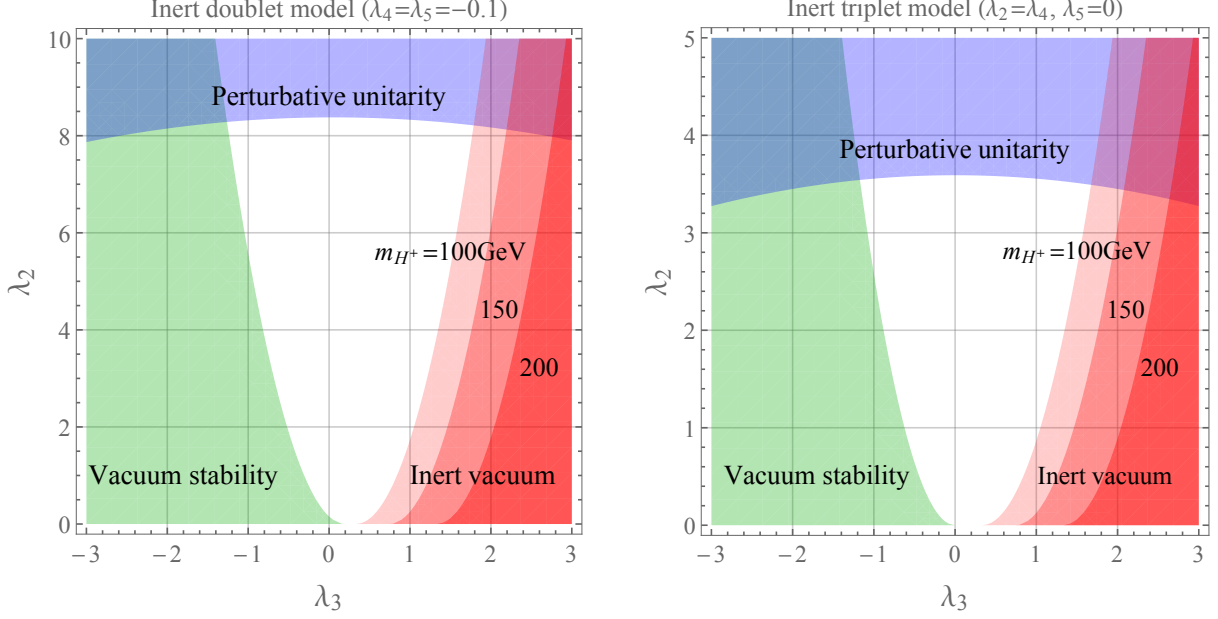 Inert doublet model (λ4=λ5=−0.1)
10
8
6
4
2
0
λ2
Perturbative unitarity
mH+=100GeV
150
200
Vacuum stability
Inert vacuum
−3 −2 −1 0 1 2 3
λ3
Inert triplet model (λ2=λ4, λ5=0)
5
4
3
2
1
0
λ2
Perturbative unitarity
mH+=100GeV
150
200
Vacuum stability
Inert vacuum
−3 −2 −1 0 1 2 3
λ3